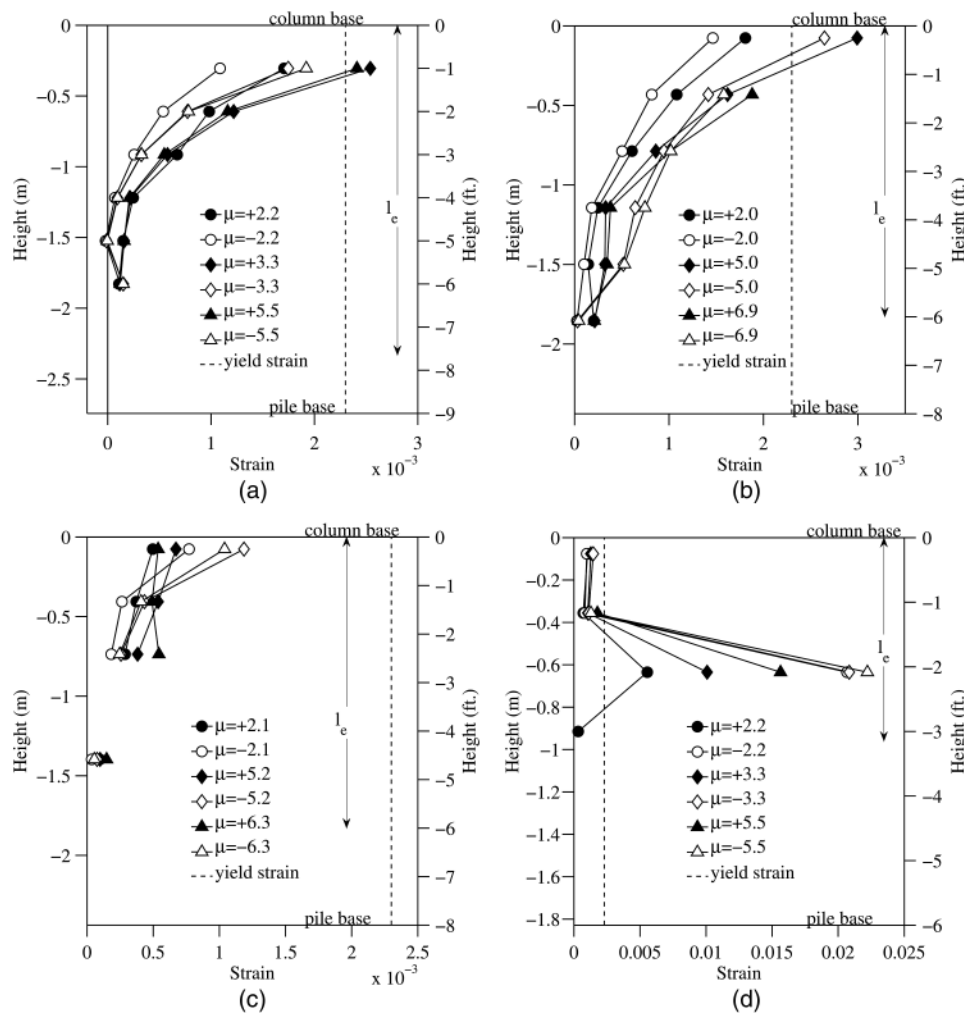 column base
0
−0.5
−1
−1.5
−2
−2.5
Height (m)
0
−1
−2
−3
−4
−5
−6
−7
−8
−9
Height (ft.)
l_e
μ=+2.2
μ=−2.2
μ=+3.3
μ=−3.3
μ=+5.5
μ=−5.5
yield strain
pile base
0 1 2 3
Strain
x 10⁻³
(a)
column base
0
−0.5
−1
−1.5
−2
Height (m)
0
−1
−2
−3
−4
−5
−6
−7
−8
Height (ft.)
l_e
μ=+2.0
μ=−2.0
μ=+5.0
μ=−5.0
μ=+6.9
μ=−6.9
yield strain
pile base
0 1 2 3
Strain
x 10⁻³
(b)
column base
0
−0.5
−1
−1.5
−2
Height (m)
0
−1
−2
−3
−4
−5
−6
−7
−8
Height (ft.)
l_e
μ=+2.1
μ=−2.1
μ=+5.2
μ=−5.2
μ=+6.3
μ=−6.3
yield strain
pile base
0 0.5 1 1.5 2 2.5
Strain
x 10⁻³
(c)
column base
0
−0.2
−0.4
−0.6
−0.8
−1
−1.2
−1.4
−1.6
−1.8
Height (m)
0
−1
−2
−3
−4
−5
−6
Height (ft.)
l_e
μ=+2.2
μ=−2.2
μ=+3.3
μ=−3.3
μ=+5.5
μ=−5.5
yield strain
pile base
0 0.005 0.01 0.015 0.02 0.025
Strain
(d)